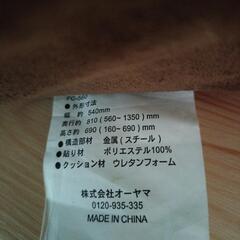 ●外形寸法
幅 約 540mm
奥行約 810(560~1350)mm
高さ約 690(160~690)mm
●構造部材 金属(スチール)
●貼り材 ポリエステル100%
●クッション材 ウレタンフォーム
株式会社オーヤマ
0120-935-335
MADE IN CHINA